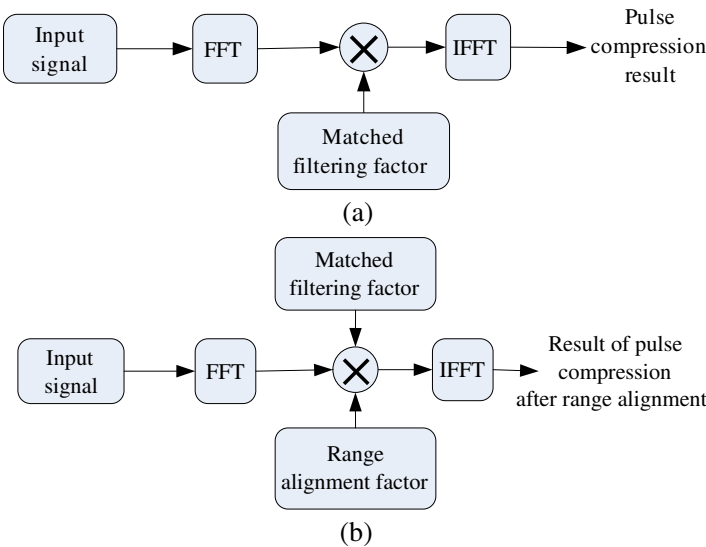 Input
signal
FFT
IFFT
Pulse
compression
result
Matched
filtering factor
(a)
Matched
filtering factor
Input
signal
FFT
IFFT
Result of pulse
compression
after range alignment
Range
alignment factor
(b)